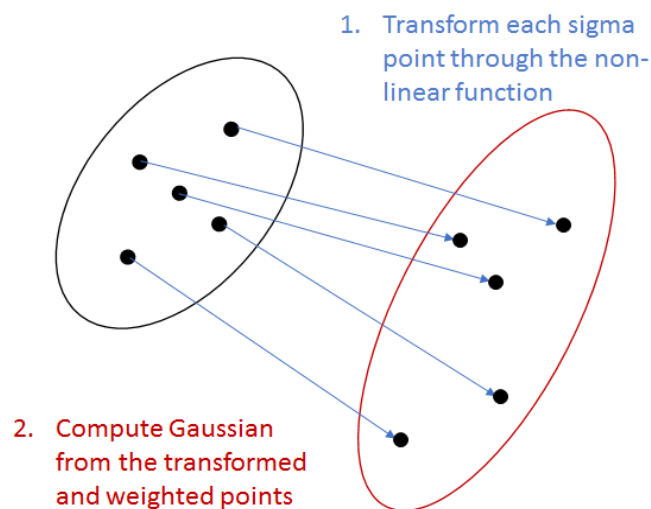 1. Transform each sigma
point through the non-
linear function
2. Compute Gaussian
from the transformed
and weighted points